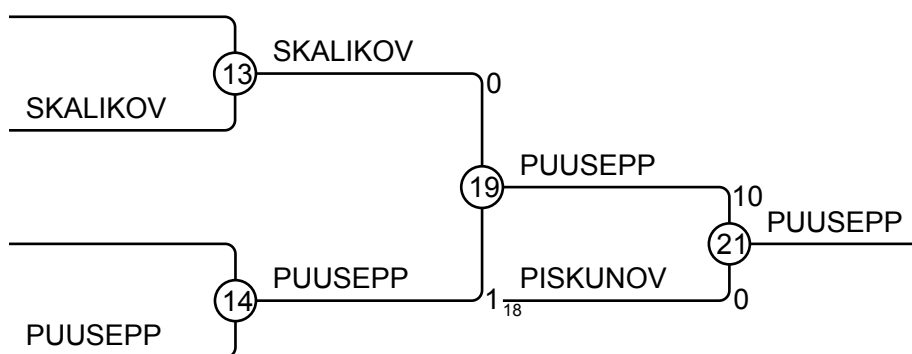 SKALIKOV
13
0
SKALIKOV
PUUSEPP
19
10
PUUSEPP
21
PUUSEPP
PISKUNOV
14
1
18
0
PUUSEPP